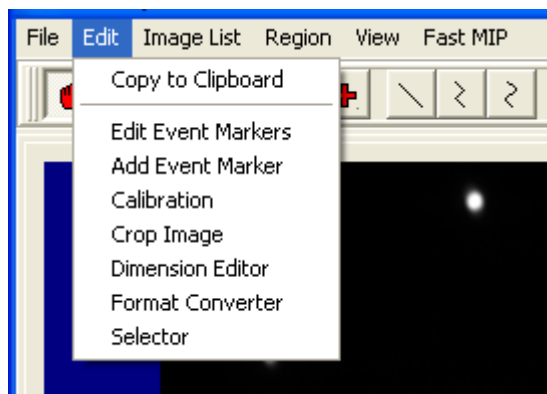 File Edit Image List Region View Fast MIP
Copy to Clipboard
Edit Event Markers
Add Event Marker
Calibration
Crop Image
Dimension Editor
Format Converter
Selector